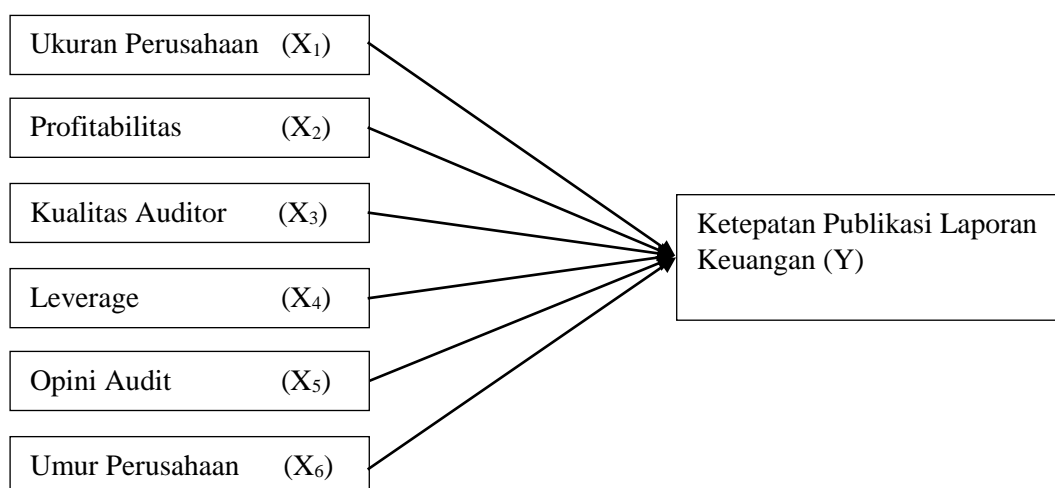 Ukuran Perusahaan (X₁)
Profitabilitas (X₂)
Kualitas Auditor (X₃)
Leverage (X₄)
Opini Audit (X₅)
Umur Perusahaan (X₆)
Ketepatan Publikasi Laporan
Keuangan (Y)